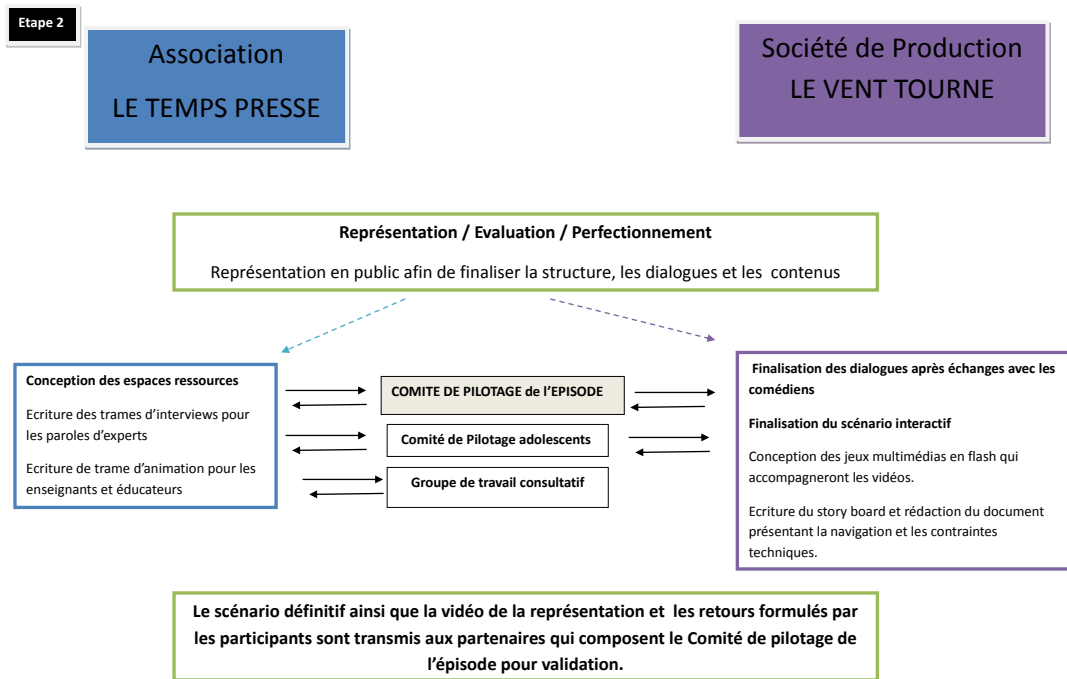 Etape 2
Association
LE TEMPS PRESSE
Société de Production
LE VENT TOURNE
Représentation / Evaluation / Perfectionnement
Représentation en public afin de finaliser la structure, les dialogues et les contenus
Conception des espaces ressources
Ecriture des trames d'interviews pour
les paroles d'experts
Ecriture de trame d'animation pour les
enseignants et éducateurs
COMITE DE PILOTAGE de l'EPISODE
Comité de Pilotage adolescents
Groupe de travail consultatif
Finalisation des dialogues après échanges avec les
comédiens
Finalisation du scénario interactif
Conception des jeux multimédias en flash qui
accompagneront les vidéos.
Ecriture du story board et rédaction du document
présentant la navigation et les contraintes
techniques.
Le scénario définitif ainsi que la vidéo de la représentation et les retours formulés par
les participants sont transmis aux partenaires qui composent le Comité de pilotage de
l'épisode pour validation.